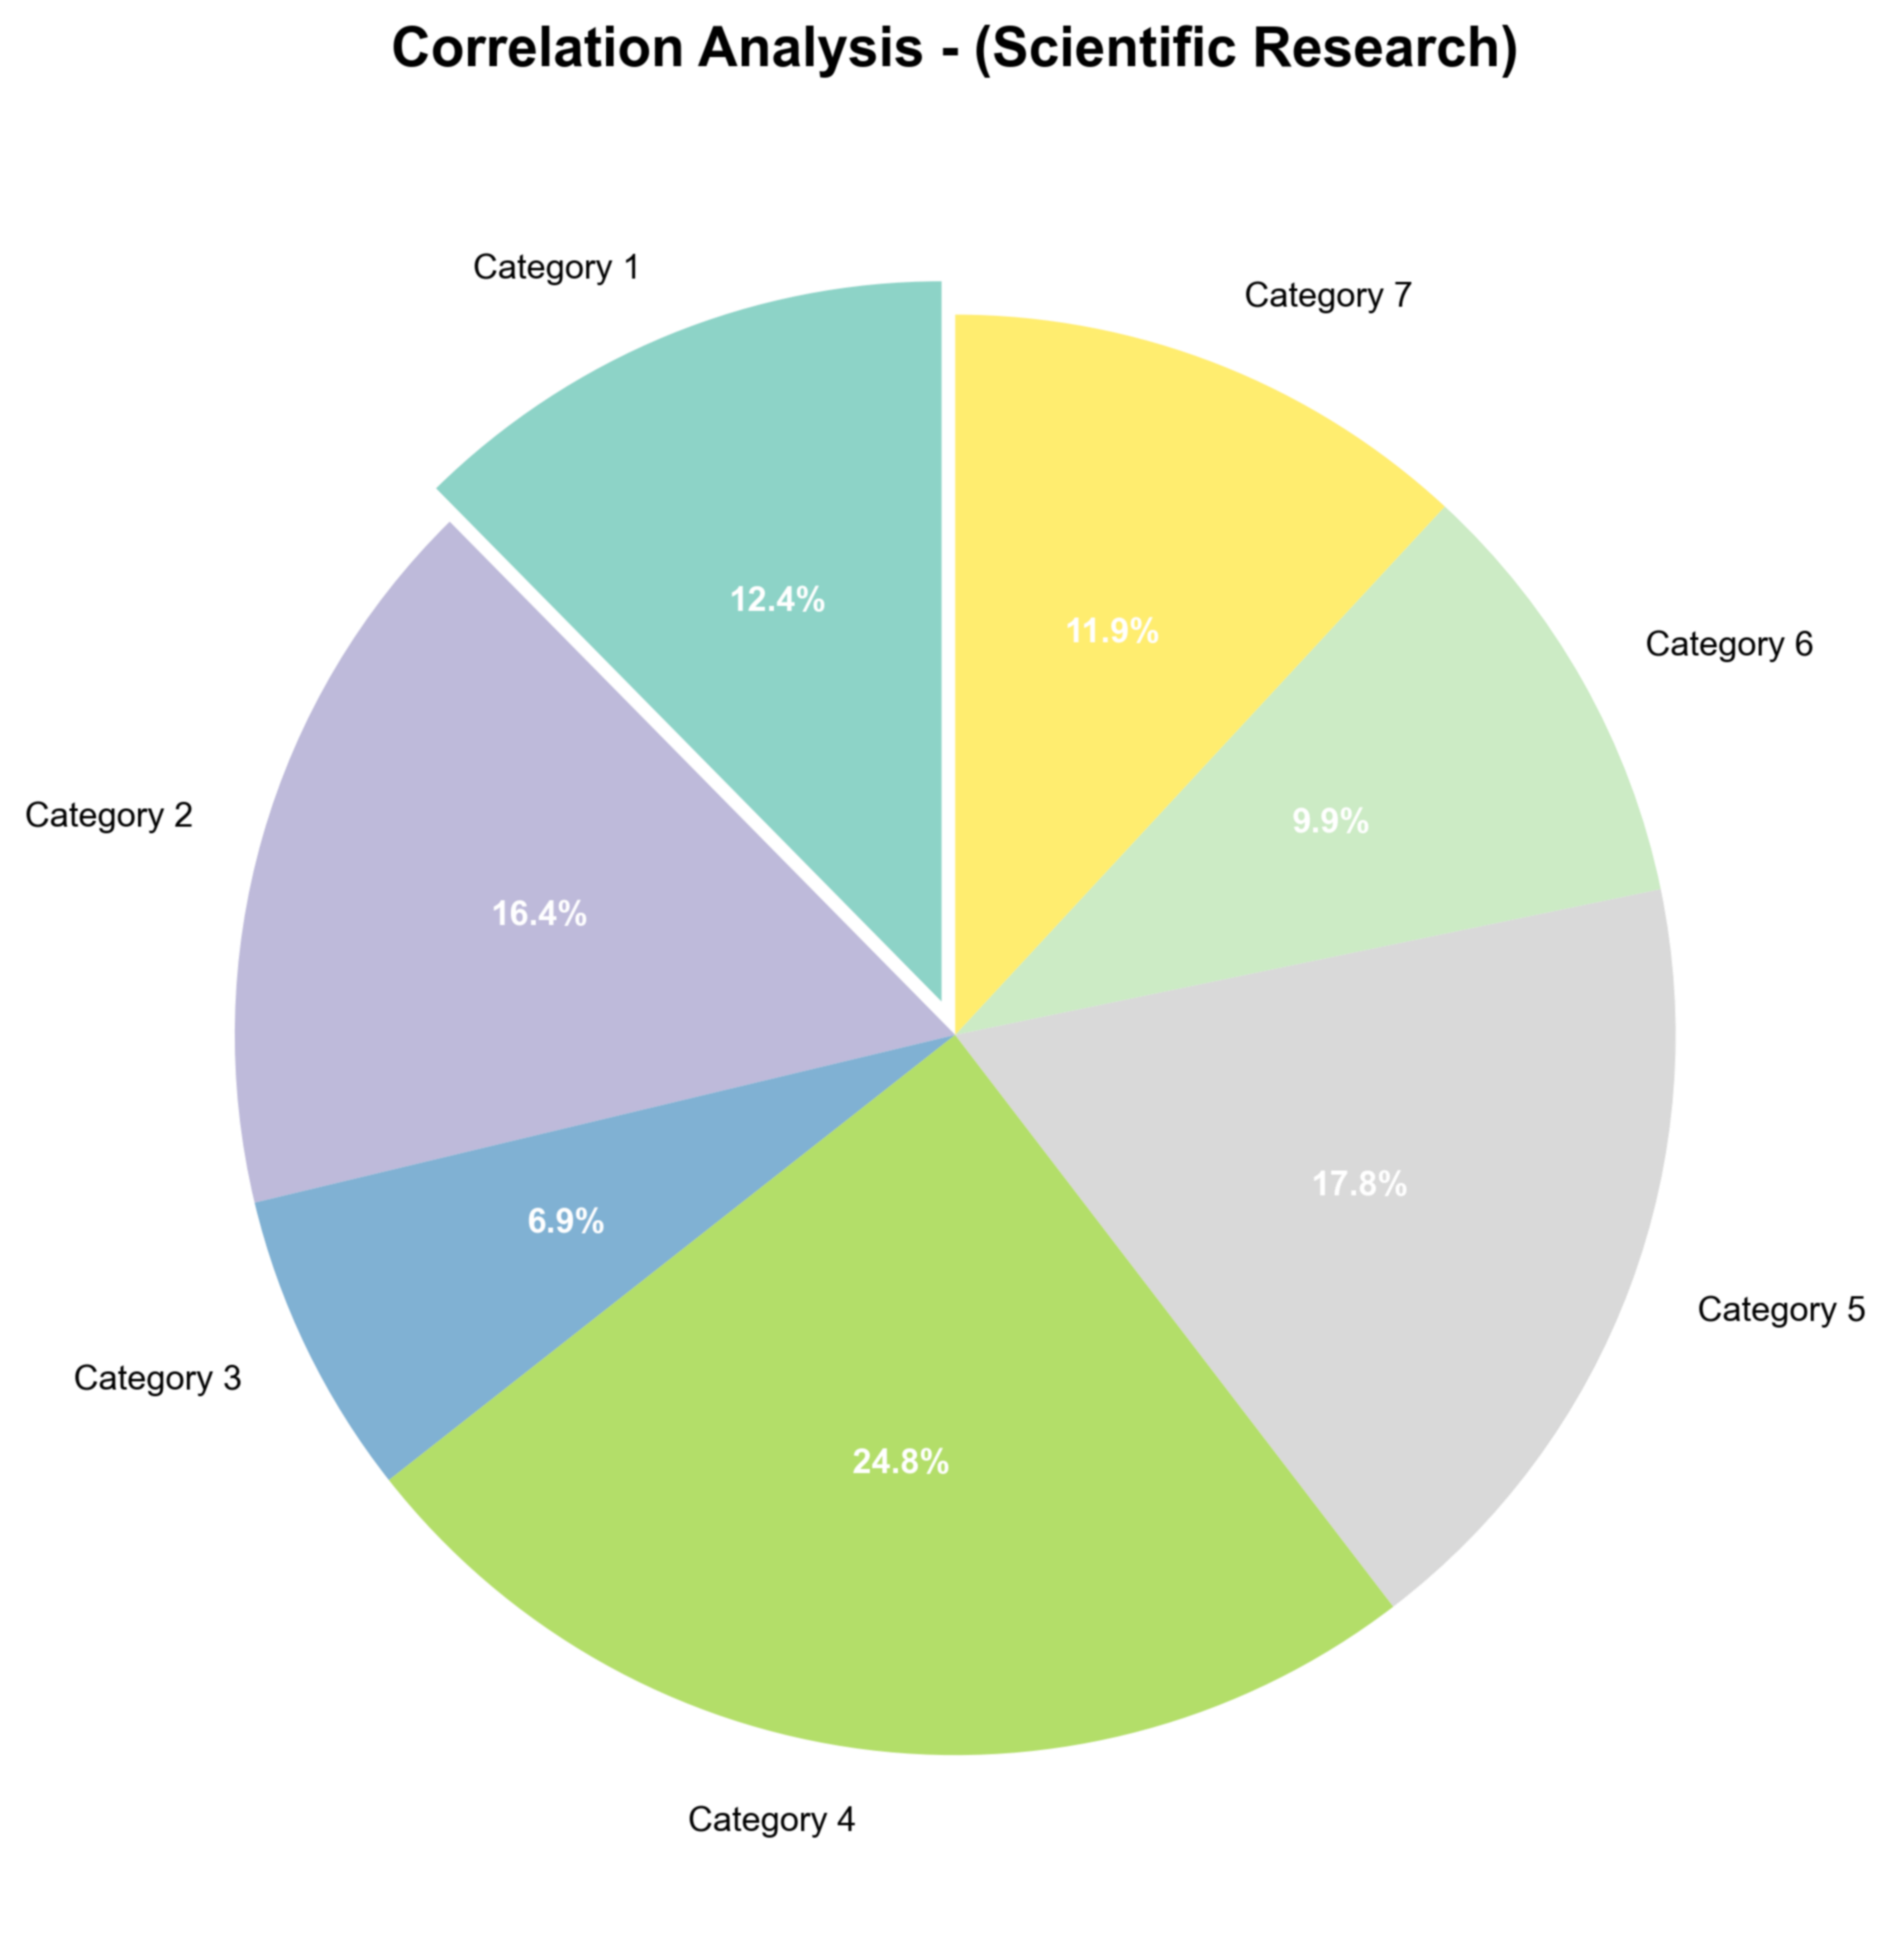 Correlation Analysis - (Scientific Research)
Category 1
Category 7
12.4%
11.9%
Category 6
Category 2
9.9%
16.4%
17.8%
6.9%
Category 5
Category 3
24.8%
Category 4